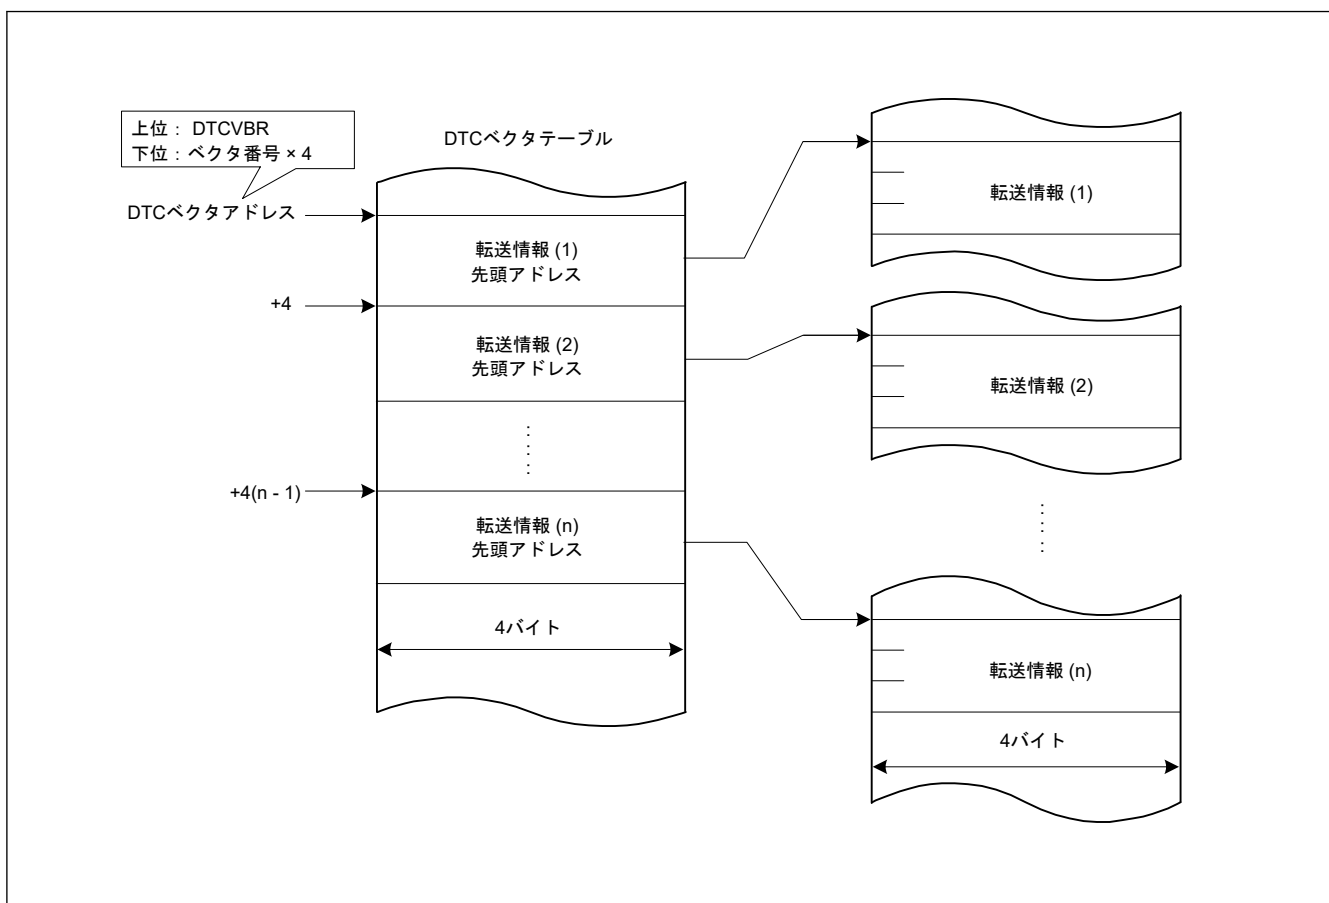 上位： DTCVBR
下位：ベクタ番号 × 4
DTCベクタテーブル
DTCベクタアドレス
転送情報 (1)
先頭アドレス
+4
転送情報 (2)
先頭アドレス
+4(n - 1)
転送情報 (n)
先頭アドレス
4バイト
転送情報 (1)
転送情報 (2)
転送情報 (n)
4バイト